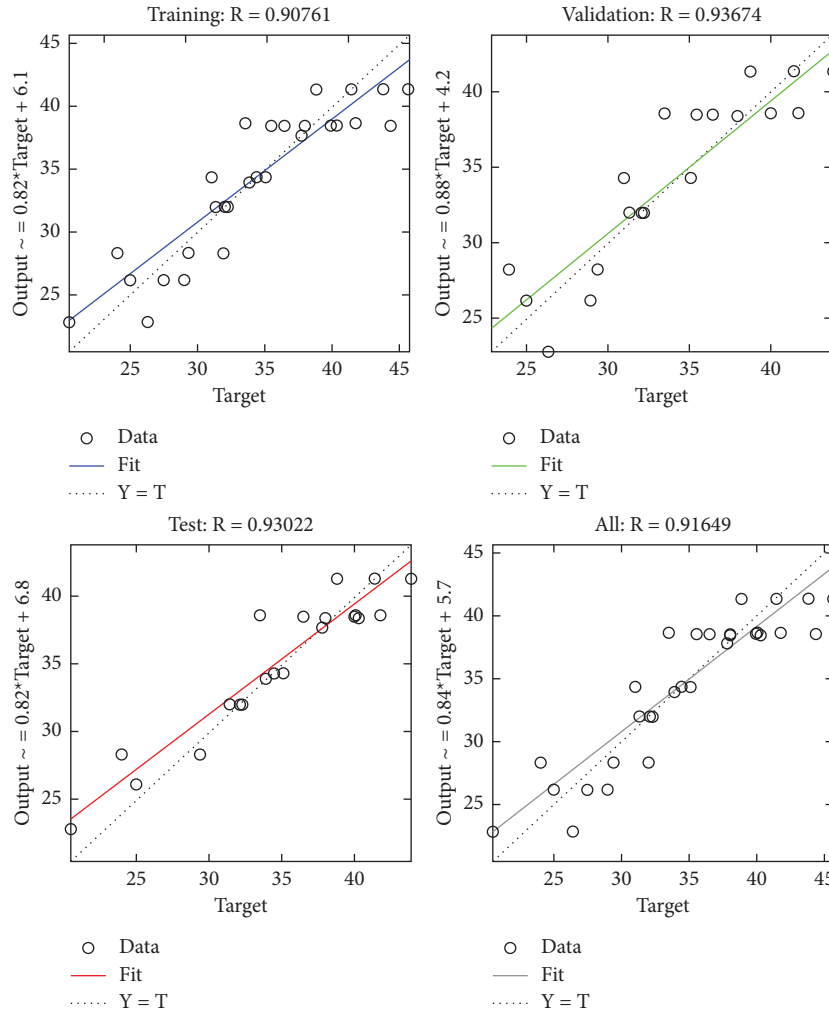 Training: R = 0.90761
Output ~ = 0.82*Target + 6.1
45
40
35
30
25
25 30 35 40 45
Target
Data
Fit
Y = T
Validation: R = 0.93674
Output ~ = 0.88*Target + 4.2
40
35
30
25
25 30 35 40
Target
Data
Fit
Y = T
Test: R = 0.93022
Output ~ = 0.82*Target + 6.8
40
35
30
25
25 30 35 40
Target
Data
Fit
Y = T
All: R = 0.91649
Output ~ = 0.84*Target + 5.7
45
40
35
30
25
25 30 35 40 45
Target
Data
Fit
Y = T